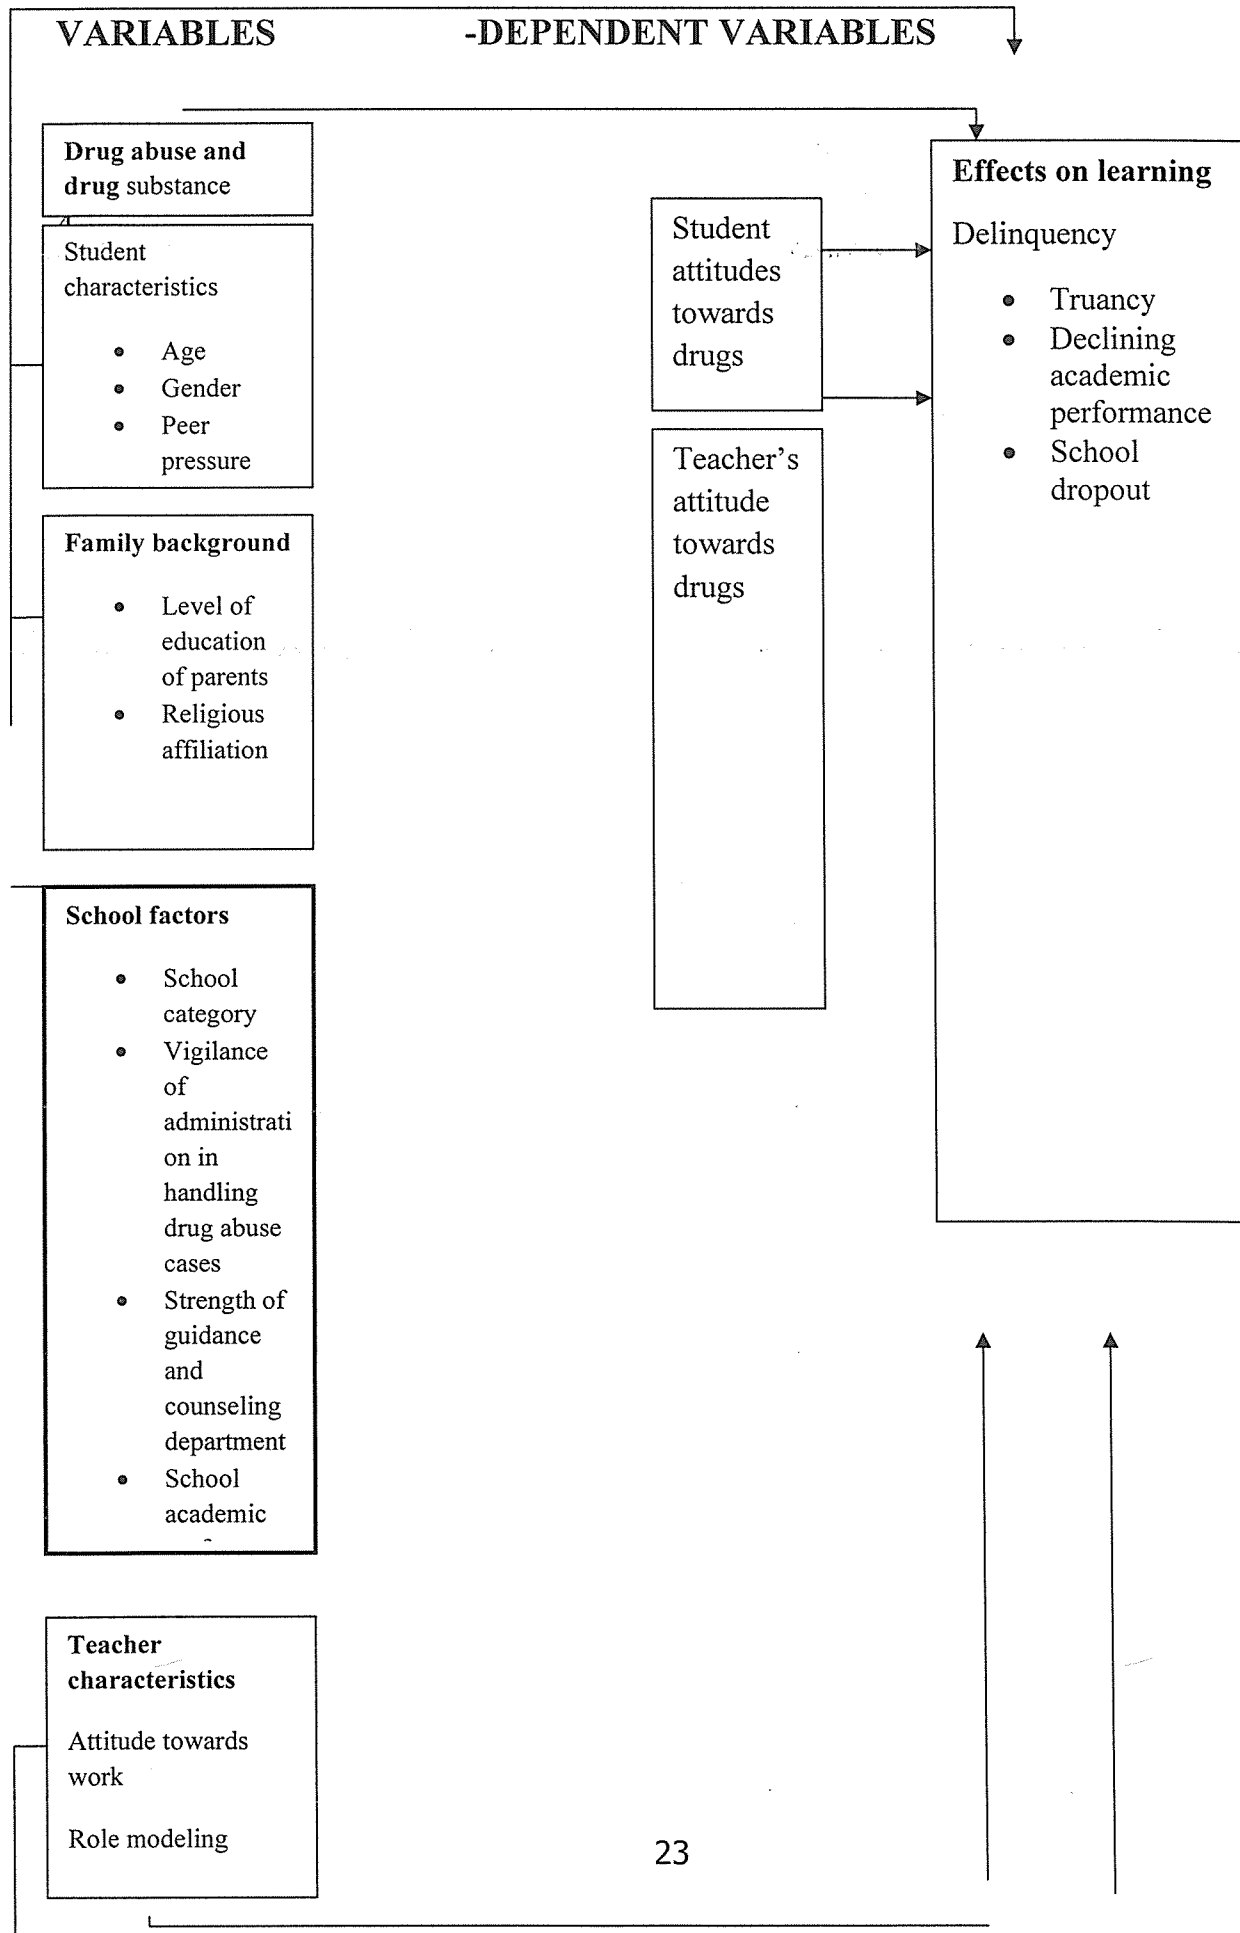 VARIABLES -DEPENDENT VARIABLES
Drug abuse and
drug substance
Student
characteristics
• Age
• Gender
• Peer
pressure
Family background
• Level of
education
of parents
• Religious
affiliation
School factors
• School
category
• Vigilance
of
administrati
on in
handling
drug abuse
cases
• Strength of
guidance
and
counseling
department
• School
academic
Teacher
characteristics
Attitude towards
work
Role modeling
Student
attitudes
towards
drugs
Teacher's
attitude
towards
drugs
Effects on learning
Delinquency
• Truancy
• Declining
academic
performance
• School
dropout
23